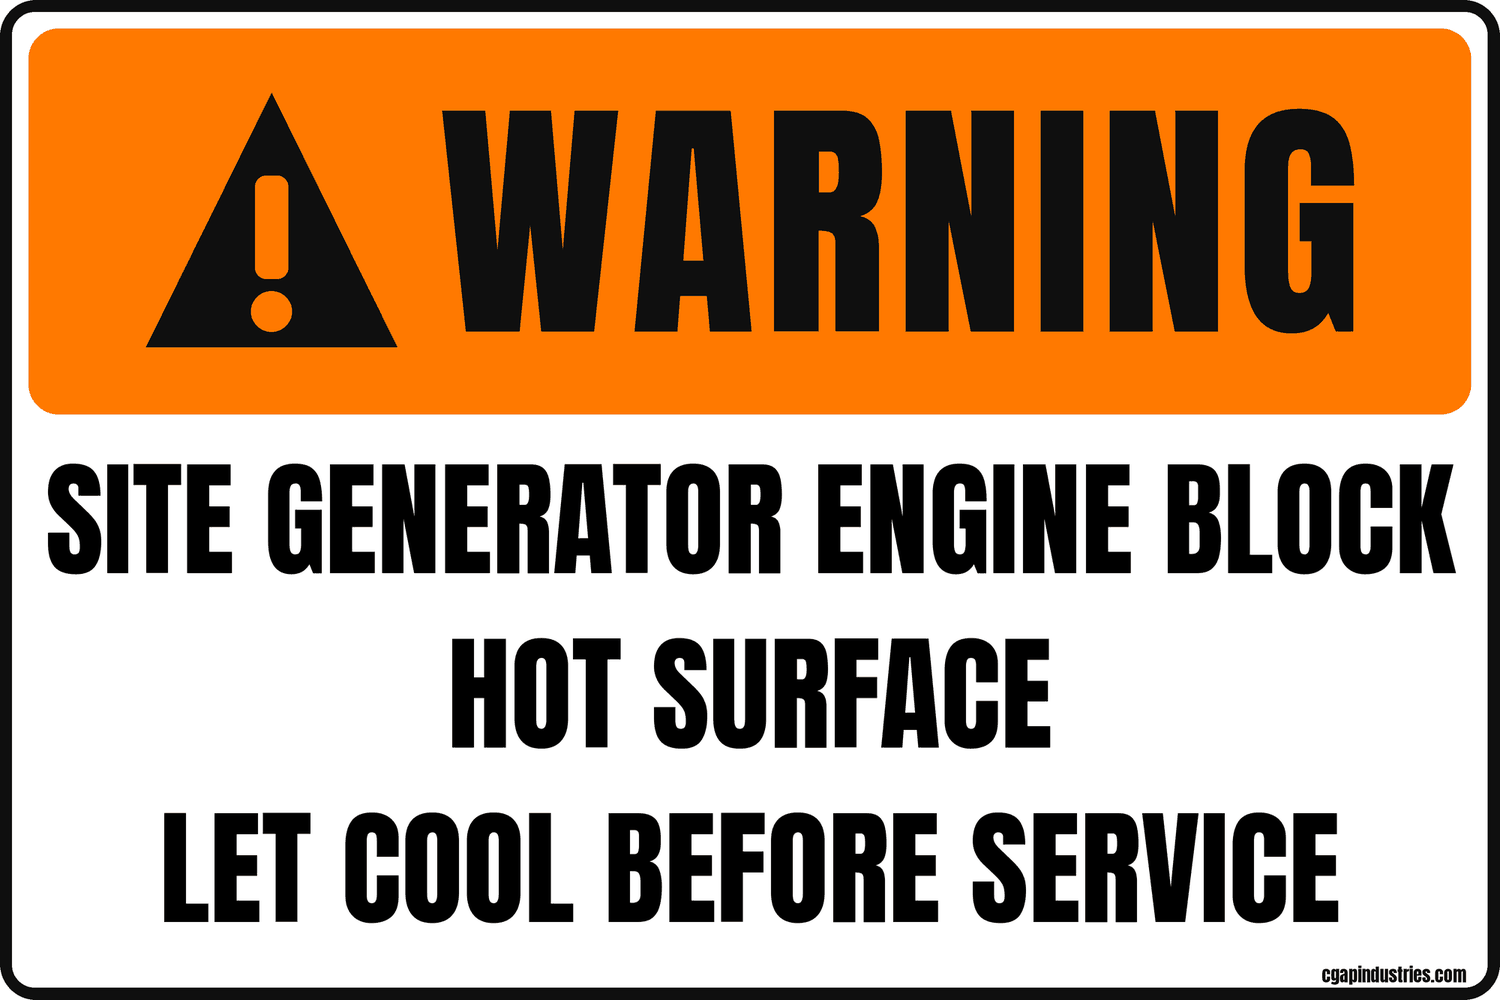 WARNING
SITE GENERATOR ENGINE BLOCK
HOT SURFACE
LET COOL BEFORE SERVICE
cgapindustries.com